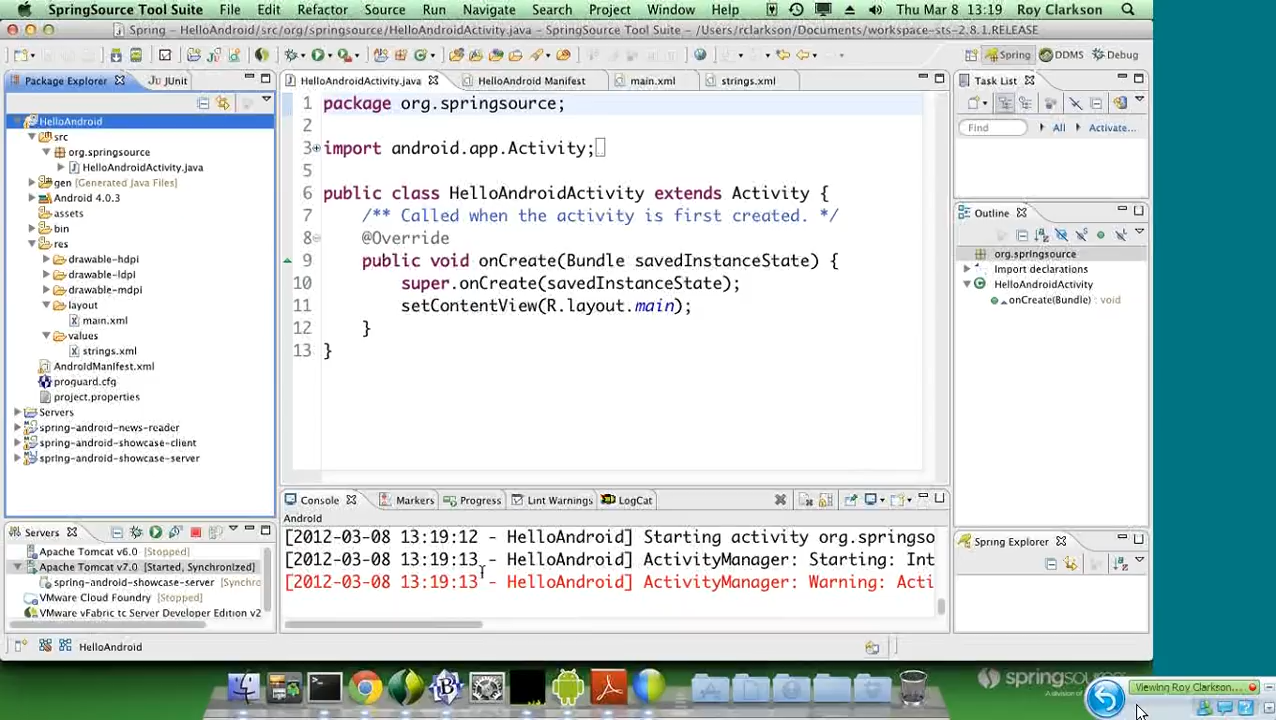 SpringSource Tool Suite File Edit Refactor Source Run Navigate Search Project Window Help Thu Mar 8 13:19 Roy Clarkson
Spring – HelloAndroid/src/org/springsource/HelloAndroidActivity.java – SpringSource Tool Suite – /Users/rclarkson/Documents/workspace-sts-2.8.1.RELEASE
Spring DDMS Debug
Package Explorer JUnit
HelloAndroid
src
org.springsource
HelloAndroidActivity.java
gen [Generated Java Files]
Android 4.0.3
assets
bin
res
drawable-hdpi
drawable-ldpi
drawable-mdpi
layout
main.xml
values
strings.xml
AndroidManifest.xml
proguard.cfg
project.properties
Servers
spring-android-news-reader
spring-android-showcase-client
spring-android-showcase-server
HelloAndroidActivity.java HelloAndroid Manifest main.xml strings.xml
1 package org.springsource;
2
3 import android.app.Activity;
5
6 public class HelloAndroidActivity extends Activity {
7 /** Called when the activity is first created. */
8 @Override
9 public void onCreate(Bundle savedInstanceState) {
10 super.onCreate(savedInstanceState);
11 setContentView(R.layout.main);
12 }
13 }
Task List
Find All Activate...
Outline
org.springsource
import declarations
HelloAndroidActivity
onCreate(Bundle) : void
Spring Explorer
Servers
Apache Tomcat v6.0 [Stopped]
Apache Tomcat v7.0 [Started, Synchronized]
spring-android-showcase-server [Synchro
VMware Cloud Foundry [Stopped]
VMware vFabric tc Server Developer Edition v2
Console Markers Progress Lint Warnings LogCat
Android
[2012-03-08 13:19:12 - HelloAndroid] Starting activity org.springso
[2012-03-08 13:19:13 - HelloAndroid] ActivityManager: Starting: Int
[2012-03-08 13:19:13 - HelloAndroid] ActivityManager: Warning: Acti
HelloAndroid
springsource
A division of
Viewing Roy Clarkson...